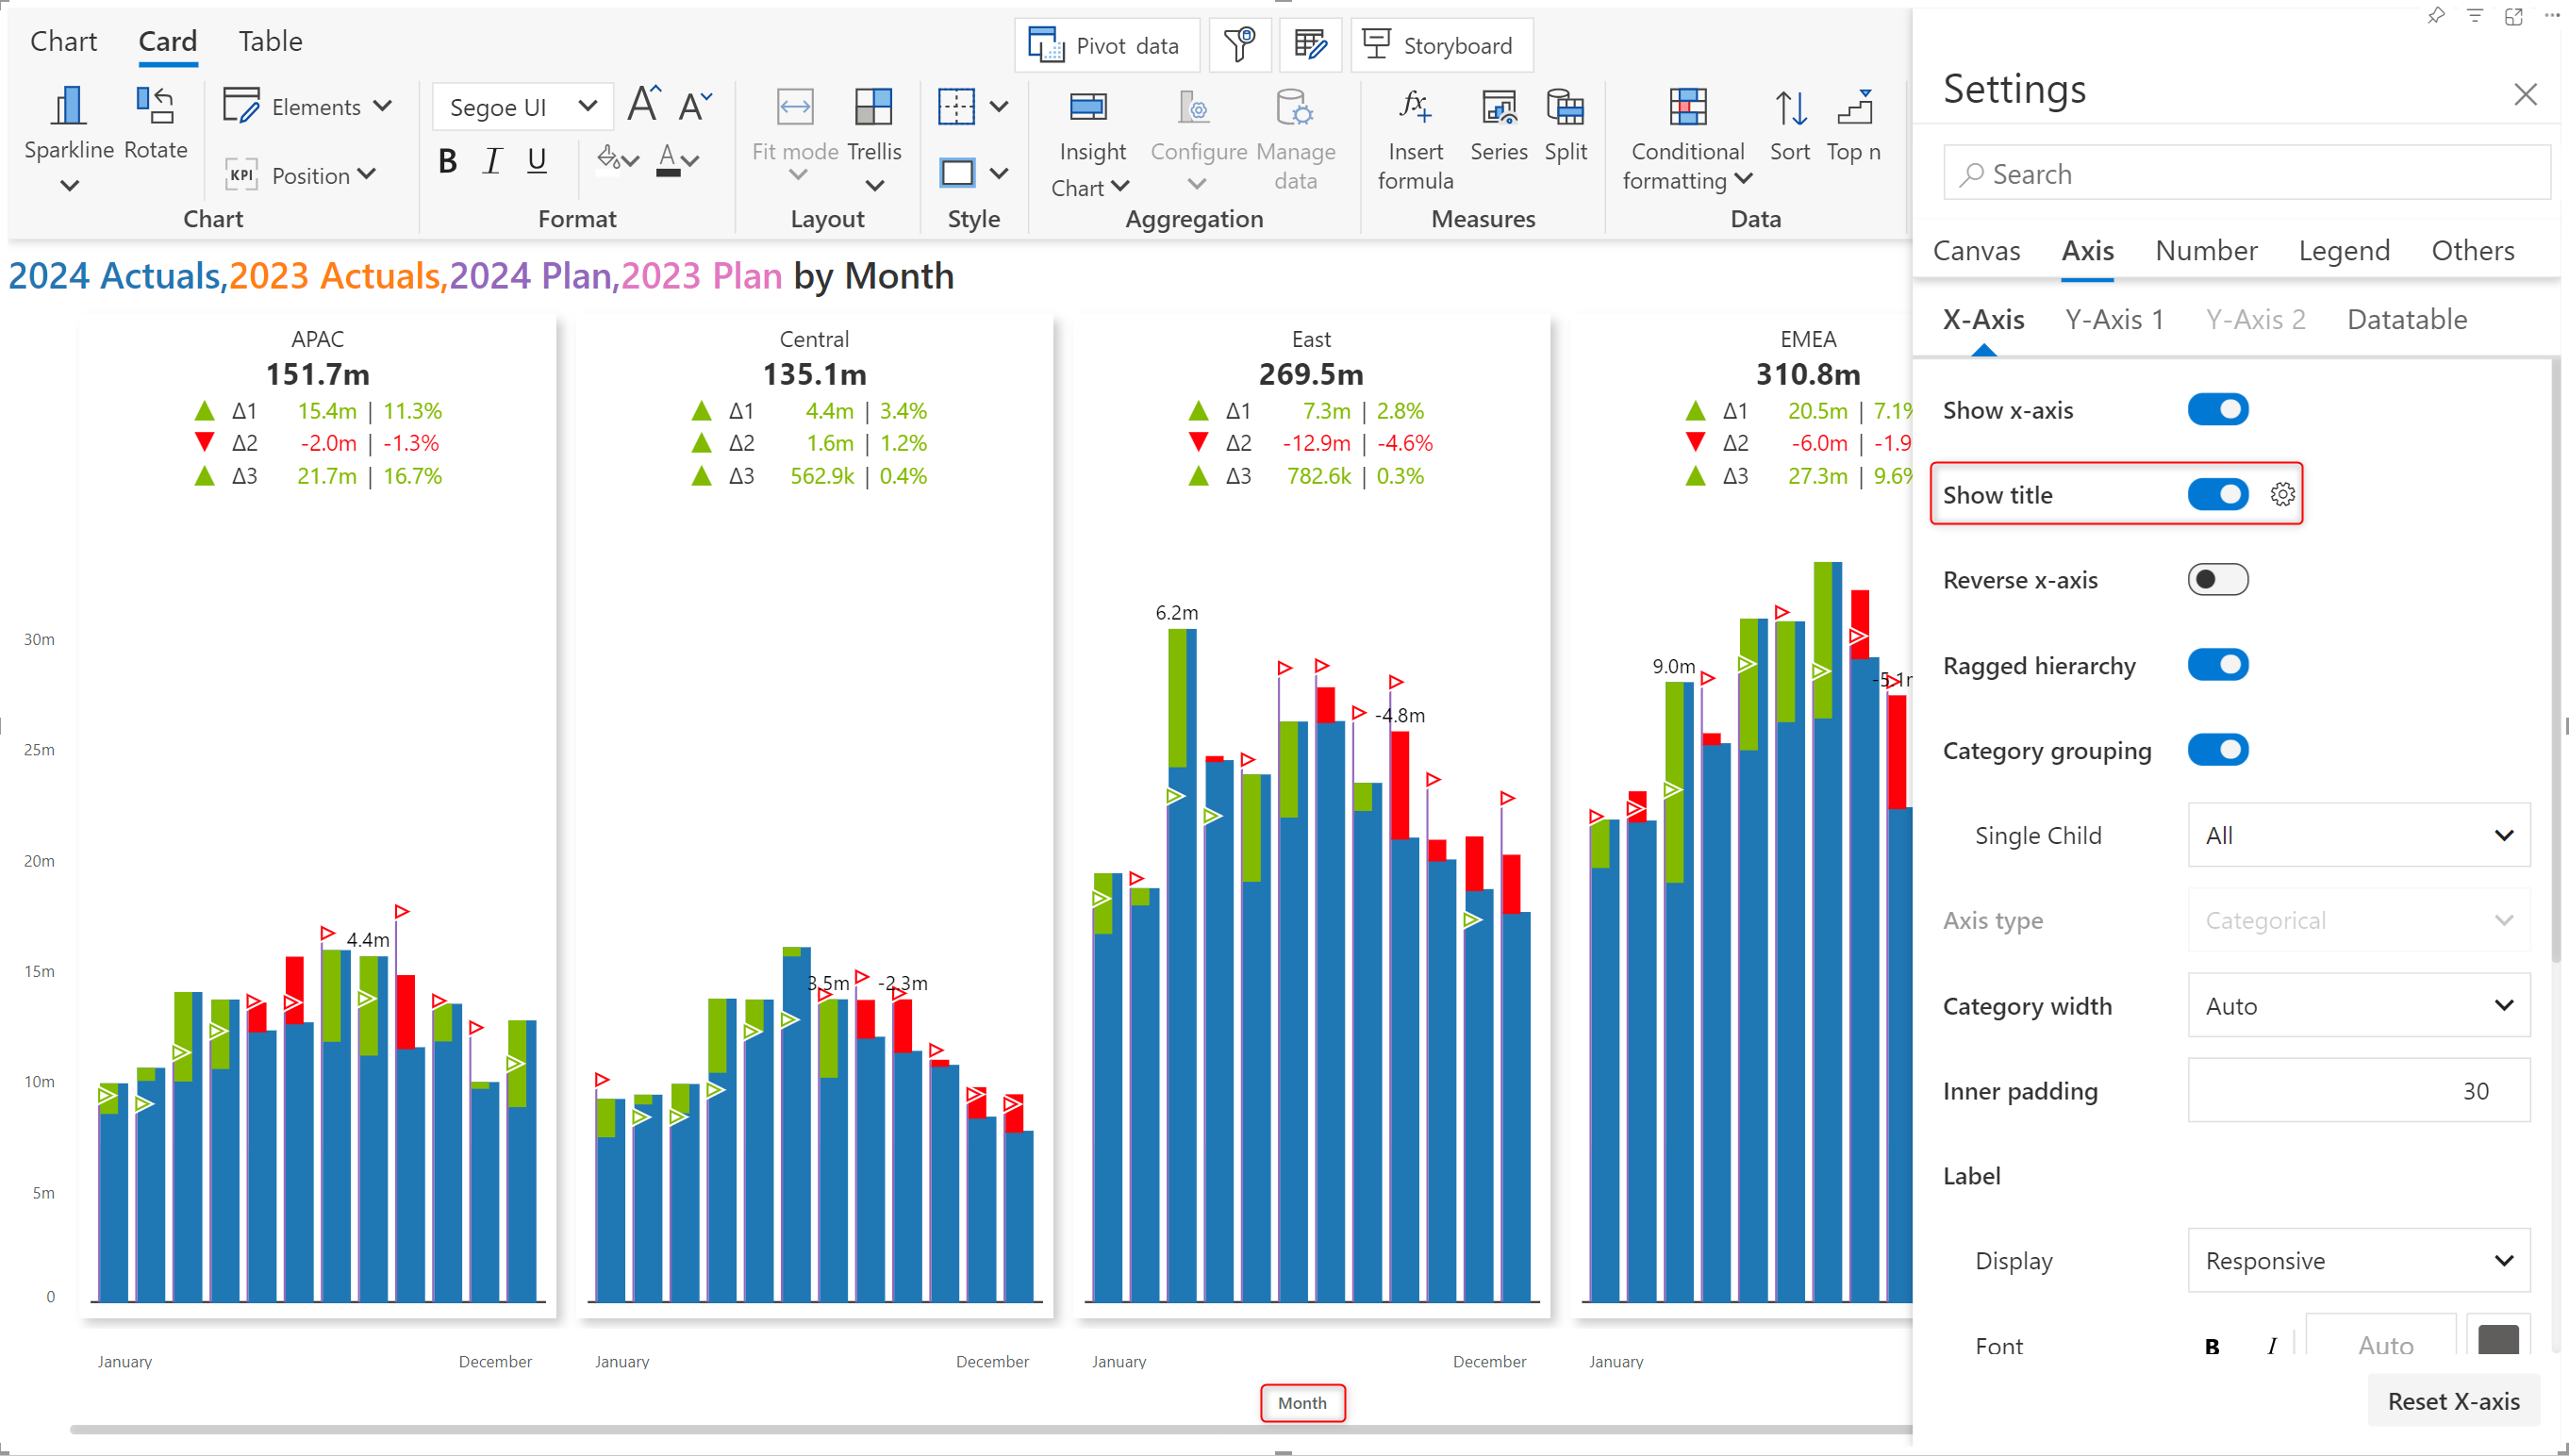 Chart Card Table
Pivot data
Storyboard
Sparkline Rotate
Elements
KPI Position
Chart
Segoe UI
A A
B I U A
Format
Fit mode Trellis
Layout
Style
Insight Chart
Configure Manage data
Aggregation
Insert formula
Series Split
Measures
Conditional formatting
Sort Top n
Data
2024 Actuals,2023 Actuals,2024 Plan,2023 Plan by Month
APAC
151.7m
Δ1 15.4m | 11.3%
Δ2 -2.0m | -1.3%
Δ3 21.7m | 16.7%
Central
135.1m
Δ1 4.4m | 3.4%
Δ2 1.6m | 1.2%
Δ3 562.9k | 0.4%
East
269.5m
Δ1 7.3m | 2.8%
Δ2 -12.9m | -4.6%
Δ3 782.6k | 0.3%
EMEA
310.8m
Δ1 20.5m | 7.1%
Δ2 -6.0m | -1.9
Δ3 27.3m | 9.6%
30m
25m
20m
15m
10m
5m
0
4.4m
3.5m -2.3m
6.2m
-4.8m
9.0m
January December
January December
January December
January
Month
Settings
Search
Canvas Axis Number Legend Others
X-Axis Y-Axis 1 Y-Axis 2 Datatable
Show x-axis
Show title
Reverse x-axis
Ragged hierarchy
Category grouping
Single Child All
Axis type Categorical
Category width Auto
Inner padding 30
Label
Display Responsive
Font B I Auto
Reset X-axis